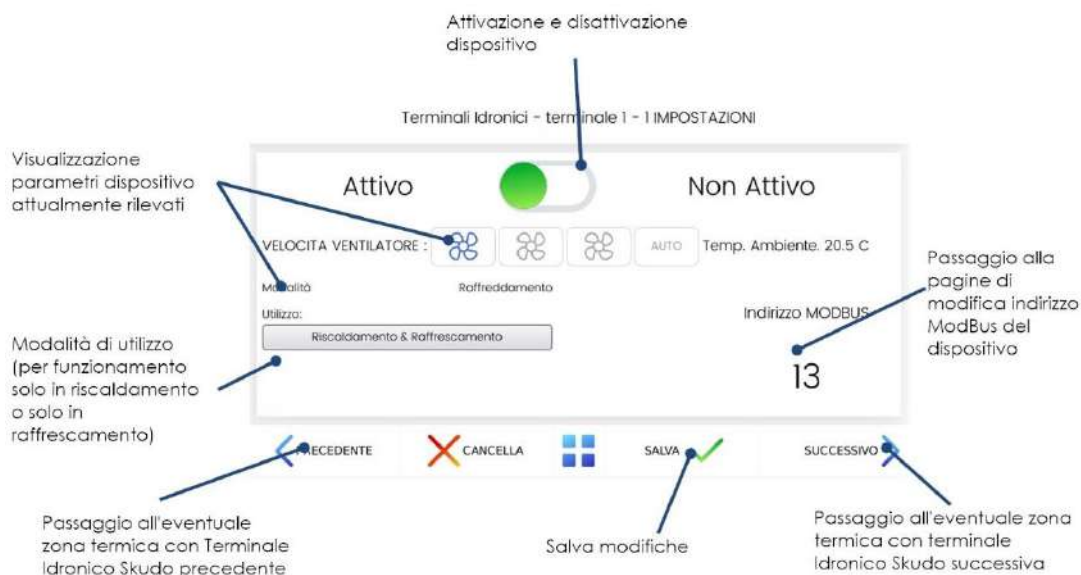 Attivazione e disattivazione
dispositivo
Terminali Idronici - terminale 1 - 1 IMPOSTAZIONI
Visualizzazione
parametri dispositivo
attualmente rilevati
Attivo
Non Attivo
VELOCITA VENTILATORE :
AUTO
Temp. Ambiente. 20.5 C
Modalità
Raffreddamento
Utilizzo:
Riscaldamento & Raffrescamento
Indirizzo MODBUS
13
Passaggio alla
pagine di
modifica indirizzo
ModBus del
dispositivo
Modalità di utilizzo
(per funzionamento
solo in riscaldamento
o solo in
raffrescamento)
PRECEDENTE
CANCELLA
SALVA
SUCCESSIVO
Passaggio all'eventuale
zona termica con Terminale
Idronico Skudo precedente
Salva modifiche
Passaggio all'eventuale zona
termica con terminale
Idronico Skudo successiva